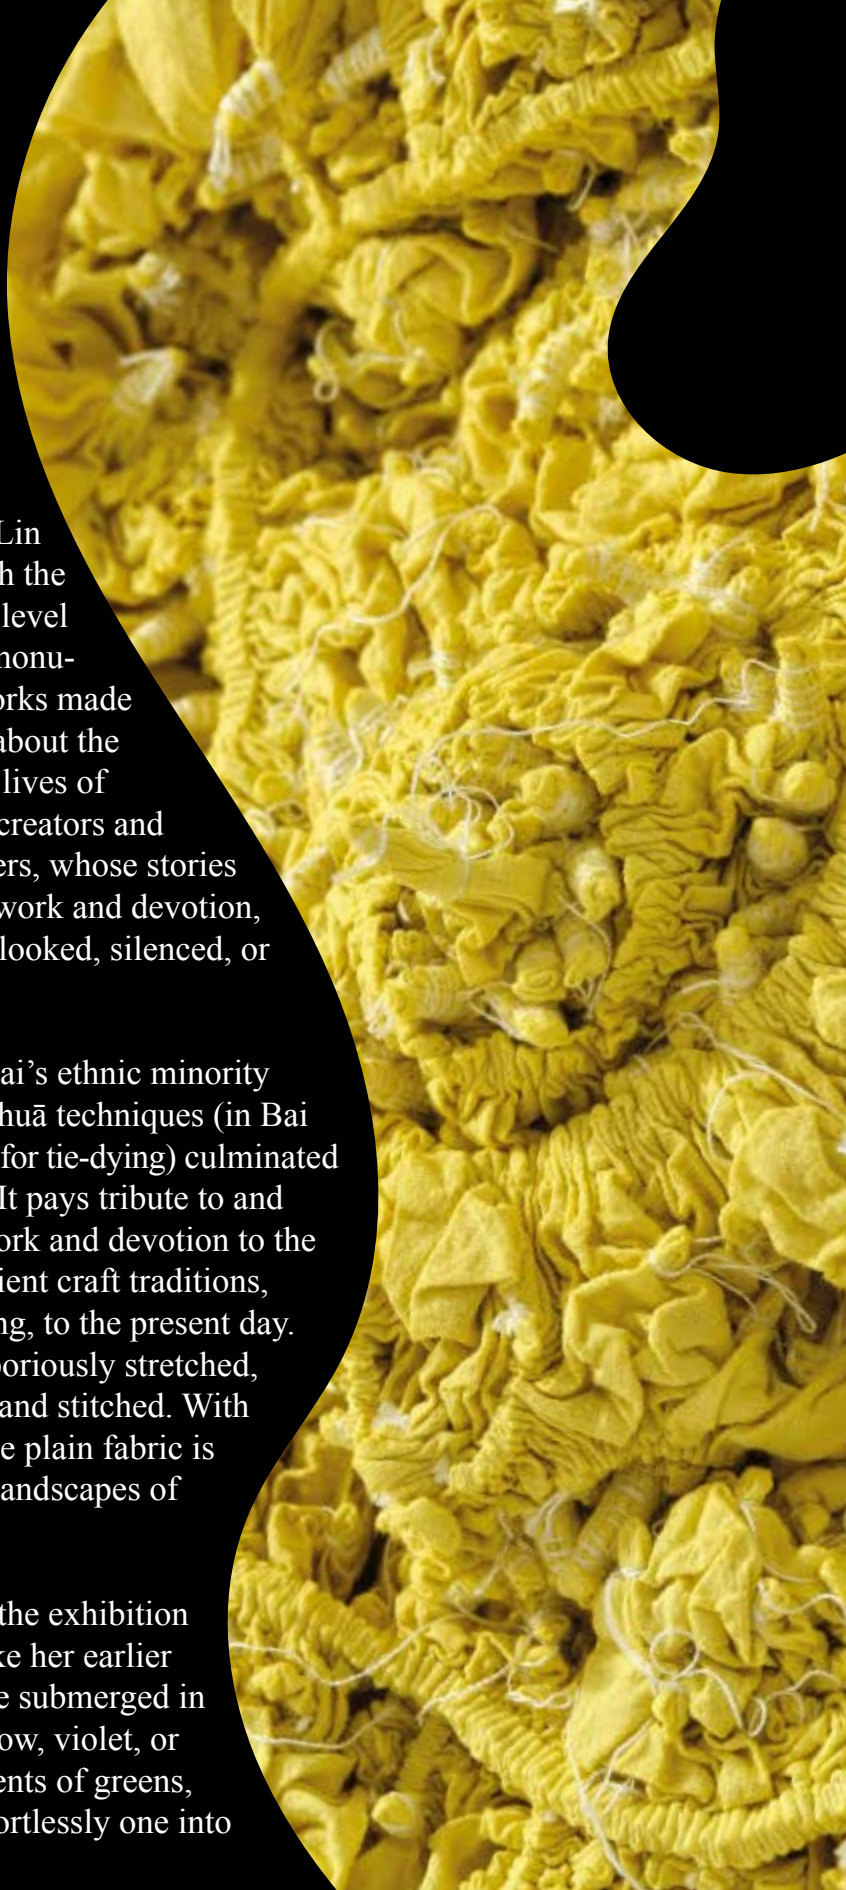 Lin
h the
level
nonu-
orks made
about the
lives of
creators and
ers, whose stories
work and devotion,
looked, silenced, or
ai’s ethnic minority
huā techniques (in Bai
for tie-dying) culminated
It pays tribute to and
ork and devotion to the
ient craft traditions,
ng, to the present day.
oriously stretched,
and stitched. With
e plain fabric is
andscapes of
the exhibition
ke her earlier
e submerged in
ow, violet, or
ents of greens,
ortlessly one into